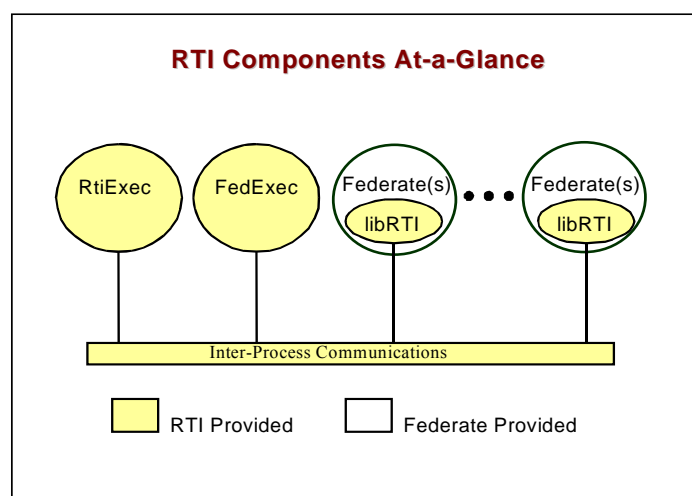 RTI Components At-a-Glance
RtiExec
FedExec
Federate(s)
libRTI
Federate(s)
libRTI
Inter-Process Communications
RTI Provided
Federate Provided